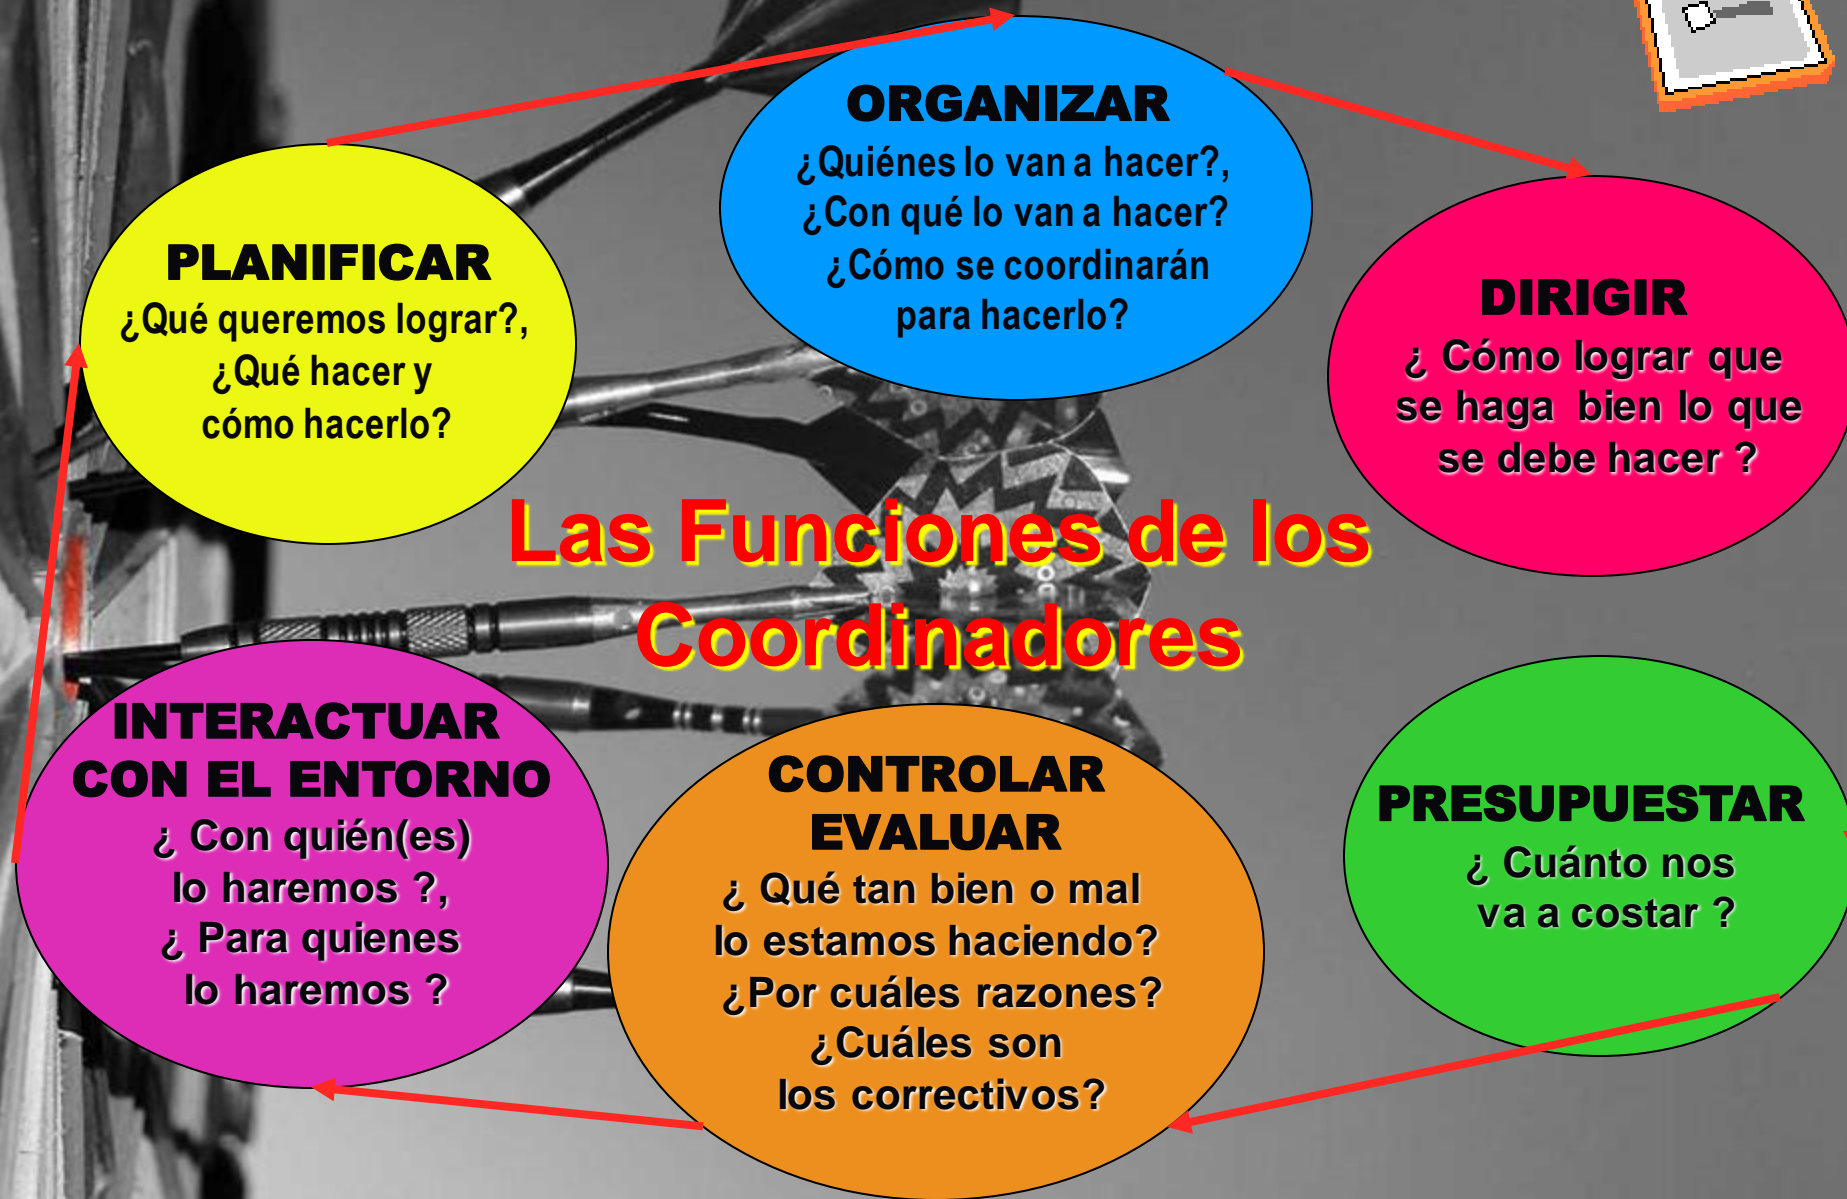 ORGANIZAR
¿Quiénes lo van a hacer?,
¿Con qué lo van a hacer?
¿Cómo se coordinarán
para hacerlo?
PLANIFICAR
¿Qué queremos lograr?,
¿Qué hacer y
cómo hacerlo?
DIRIGIR
¿ Cómo lograr que
se haga bien lo que
se debe hacer ?
Las Funciones de los
Coordinadores
INTERACTUAR
CON EL ENTORNO
¿ Con quién(es)
lo haremos ?,
¿ Para quienes
lo haremos ?
CONTROLAR
EVALUAR
¿ Qué tan bien o mal
lo estamos haciendo?
¿Por cuáles razones?
¿Cuáles son
los correctivos?
PRESUPUESTAR
¿ Cuánto nos
va a costar ?